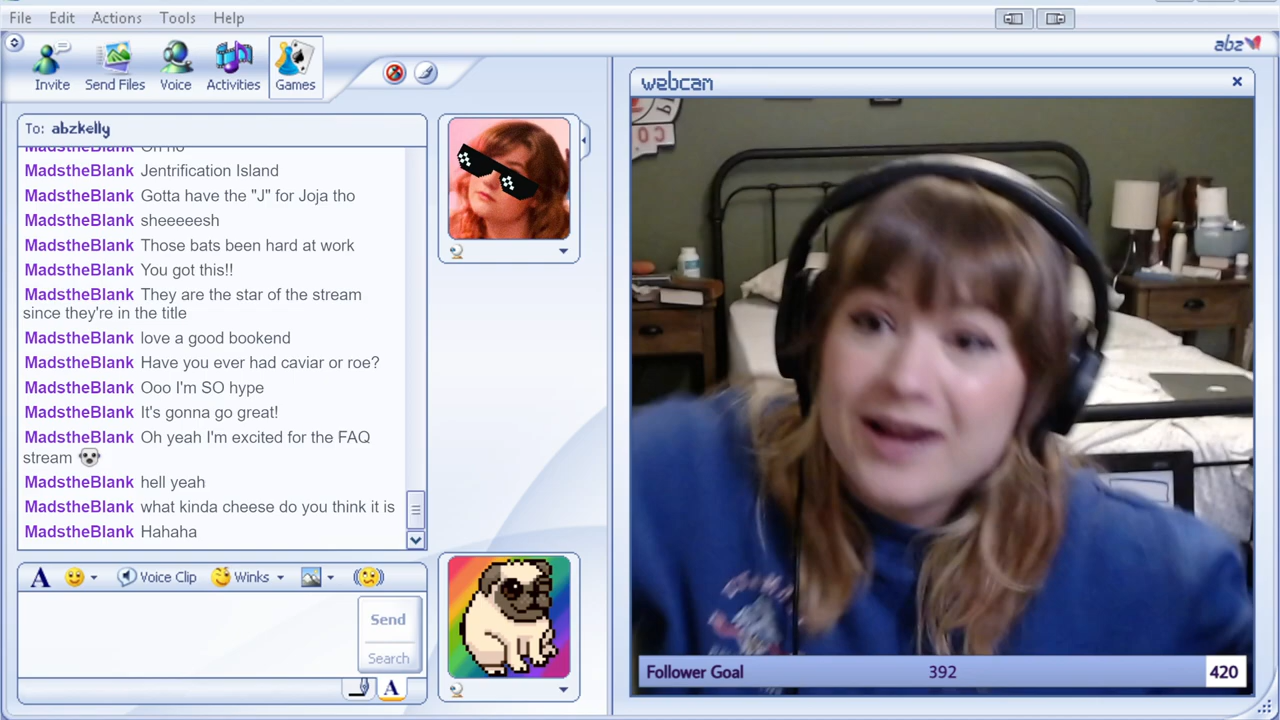 File Edit Actions Tools Help
abz
Invite Send Files Voice Activities Games
webcam
To: abzkelly
MadstheBlank Oh no
MadstheBlank Jentrification Island
MadstheBlank Gotta have the "J" for Joja tho
MadstheBlank sheeeeesh
MadstheBlank Those bats been hard at work
MadstheBlank You got this!!
MadstheBlank They are the star of the stream
since they're in the title
MadstheBlank love a good bookend
MadstheBlank Have you ever had caviar or roe?
MadstheBlank Ooo I'm SO hype
MadstheBlank It's gonna go great!
MadstheBlank Oh yeah I'm excited for the FAQ
stream
MadstheBlank hell yeah
MadstheBlank what kinda cheese do you think it is
MadstheBlank Hahaha
A Voice Clip Winks
Send
Search
A
Follower Goal 392 420